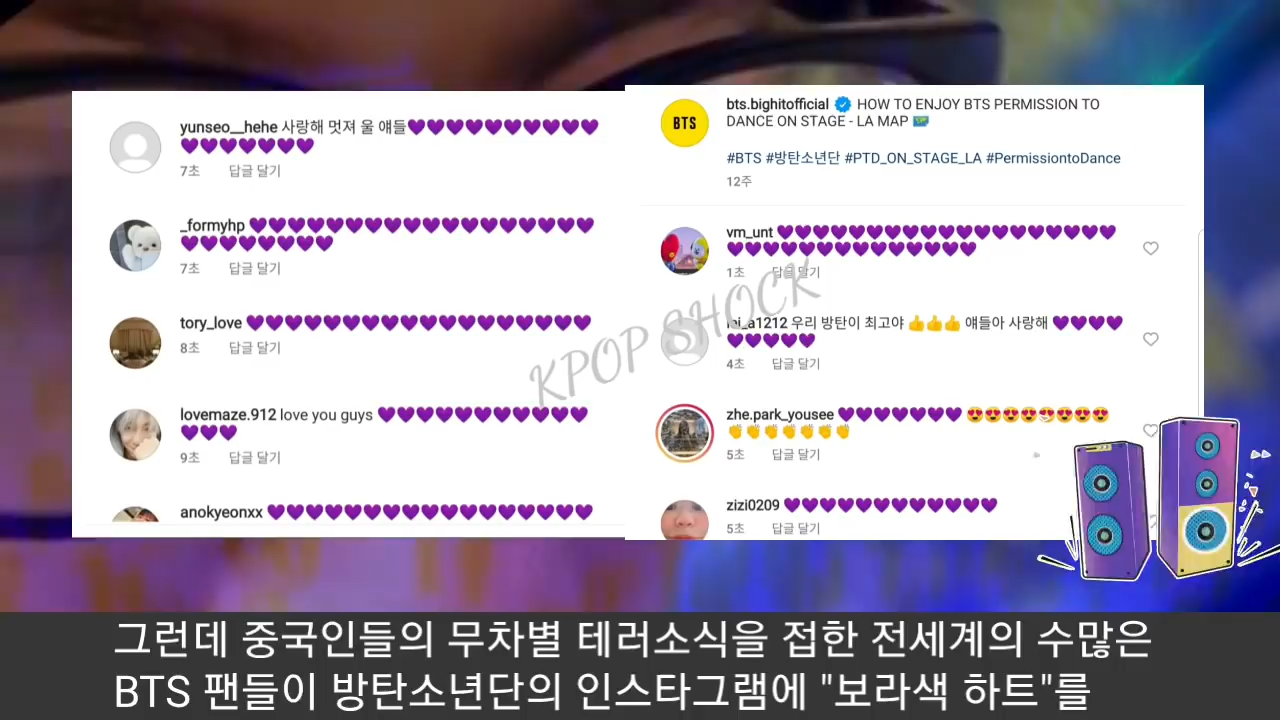 yunseo__hehe 사랑해 멋져 울 얘들💜💜💜💜💜💜💜💜💜💜
💜💜💜💜💜💜💜
7초 답글 달기
_formyhp 💜💜💜💜💜💜💜💜💜💜💜💜💜💜💜💜💜💜
💜💜💜💜💜💜💜💜
7초 답글 달기
tory_love 💜💜💜💜💜💜💜💜💜💜💜💜💜💜💜💜💜💜
8초 답글 달기
lovemaze.912 love you guys 💜💜💜💜💜💜💜💜💜💜💜
💜💜💜
9초 답글 달기
anokyeonxx 💜💜💜💜💜💜💜💜💜💜💜💜💜💜💜💜💜
bts.bighitofficial HOW TO ENJOY BTS PERMISSION TO
DANCE ON STAGE - LA MAP 🗺️
#BTS #방탄소년단 #PTD_ON_STAGE_LA #PermissiontoDance
12주
BTS
vm_unt 💜💜💜💜💜💜💜💜💜💜💜💜💜💜💜💜💜💜💜
💜💜💜💜💜💜💜💜💜💜💜💜💜💜
1초 답글 달기
우리 방탄이 최고야 👍👍👍 얘들아 사랑해 💜💜💜💜
💜💜💜💜💜
4초 답글 달기
zhe.park_yousee 💜💜💜💜💜💜💜 😍😍😍😍😍😍😍😍
👏👏👏👏👏👏👏
5초 답글 달기
zizi0209 💜💜💜💜💜💜💜💜💜💜💜💜
5초 답글 달기
KPOP SHOCK
그런데 중국인들의 무차별 테러소식을 접한 전세계의 수많은
BTS 팬들이 방탄소년단의 인스타그램에 "보라색 하트"를